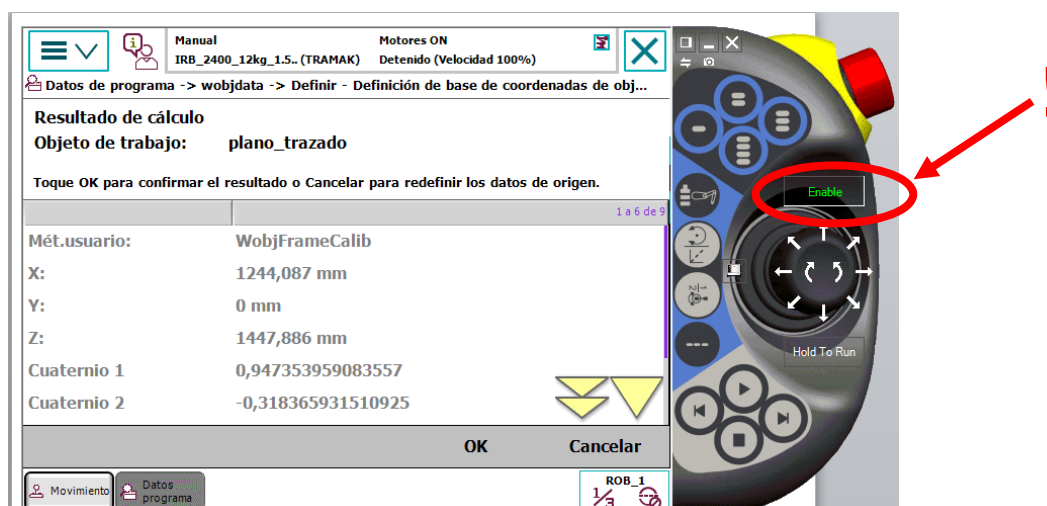 Manual
Motores ON
IRB_2400_12kg_1.5.. (TRAMAK)
Detenido (Velocidad 100%)
Datos de programa -> wobjdata -> Definir - Definición de base de coordenadas de obj...
Resultado de cálculo
Objeto de trabajo: plano_trazado
Toque OK para confirmar el resultado o Cancelar para redefinir los datos de origen.
1 a 6 de 9
Mét.usuario: WobjFrameCalib
X: 1244,087 mm
Y: 0 mm
Z: 1447,886 mm
Cuaternio 1 0,947353959083557
Cuaternio 2 -0,318365931510925
OK Cancelar
Movimiento
Datos
programa
ROB_1
1/3
Enable
Hold To Run